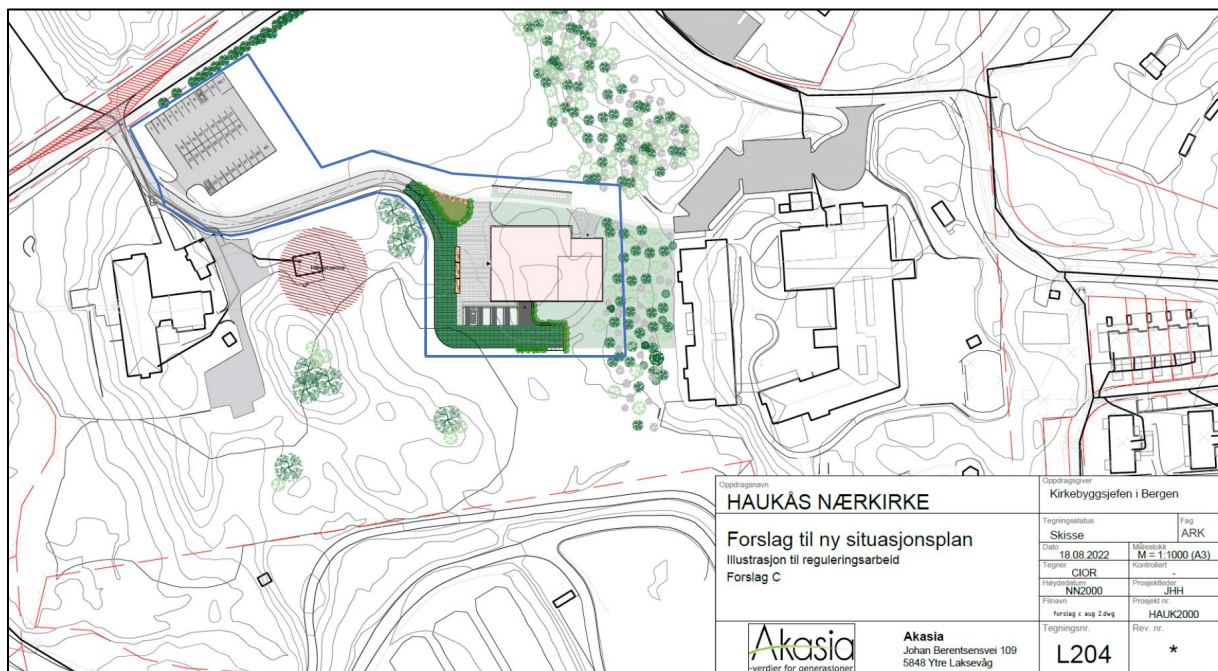 Oppdragsnavn
HAUKÅS NÆRKIRKE
Oppdragsgiver
Kirkebyggsjefen i Bergen
Forslag til ny situasjonsplan
Illustrasjon til reguleringsarbeid
Forslag C
Tegningsstatus
Skisse
Fag
ARK
Dato
18.08.2022
Målestokk
M = 1:1000 (A3)
Tegner
CIOR
Kontrollert
-
Høydedatum
NN2000
Prosjektleder
JHH
Filnavn
forslag c aug 2.dwg
Prosjekt nr.
HAUK2000
Akasia
-verdier for generasjoner
Akasia
Johan Berentsensvei 109
5848 Ytre Laksevåg
Tegningsnr.
L204
Rev. nr.
*